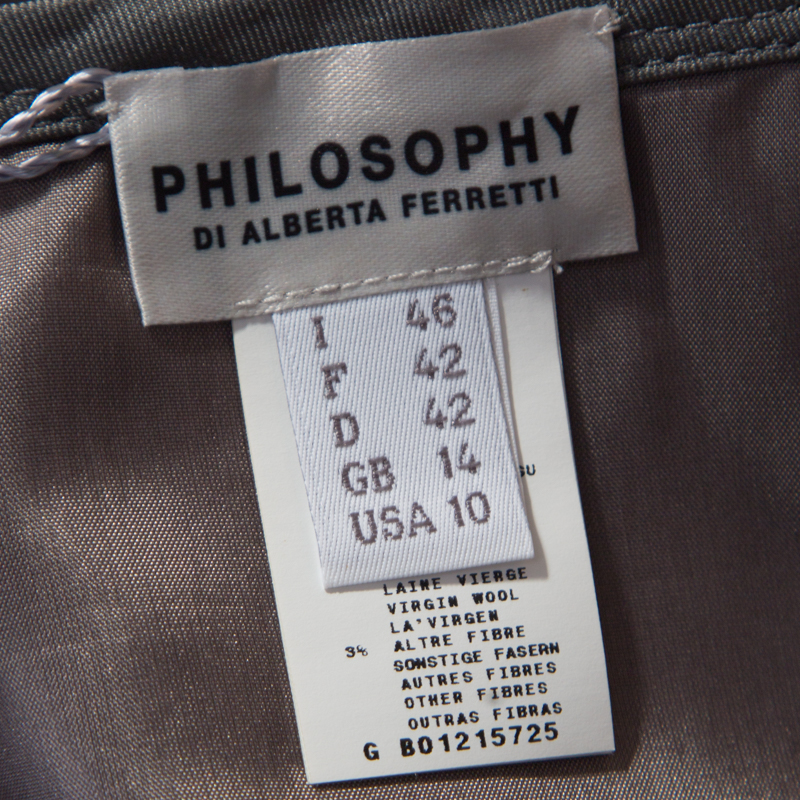 PHILOSOPHY
DI ALBERTA FERRETTI
I 46
F 42
D 42
GB 14
USA 10
LAINE VIERGE
VIRGIN WOOL
LA'VIRGEN
3% ALTRE FIBRE
SONSTIGE FASERN
AUTRES FIBRES
OTHER FIBRES
OUTRAS FIBRAS
G B01215725